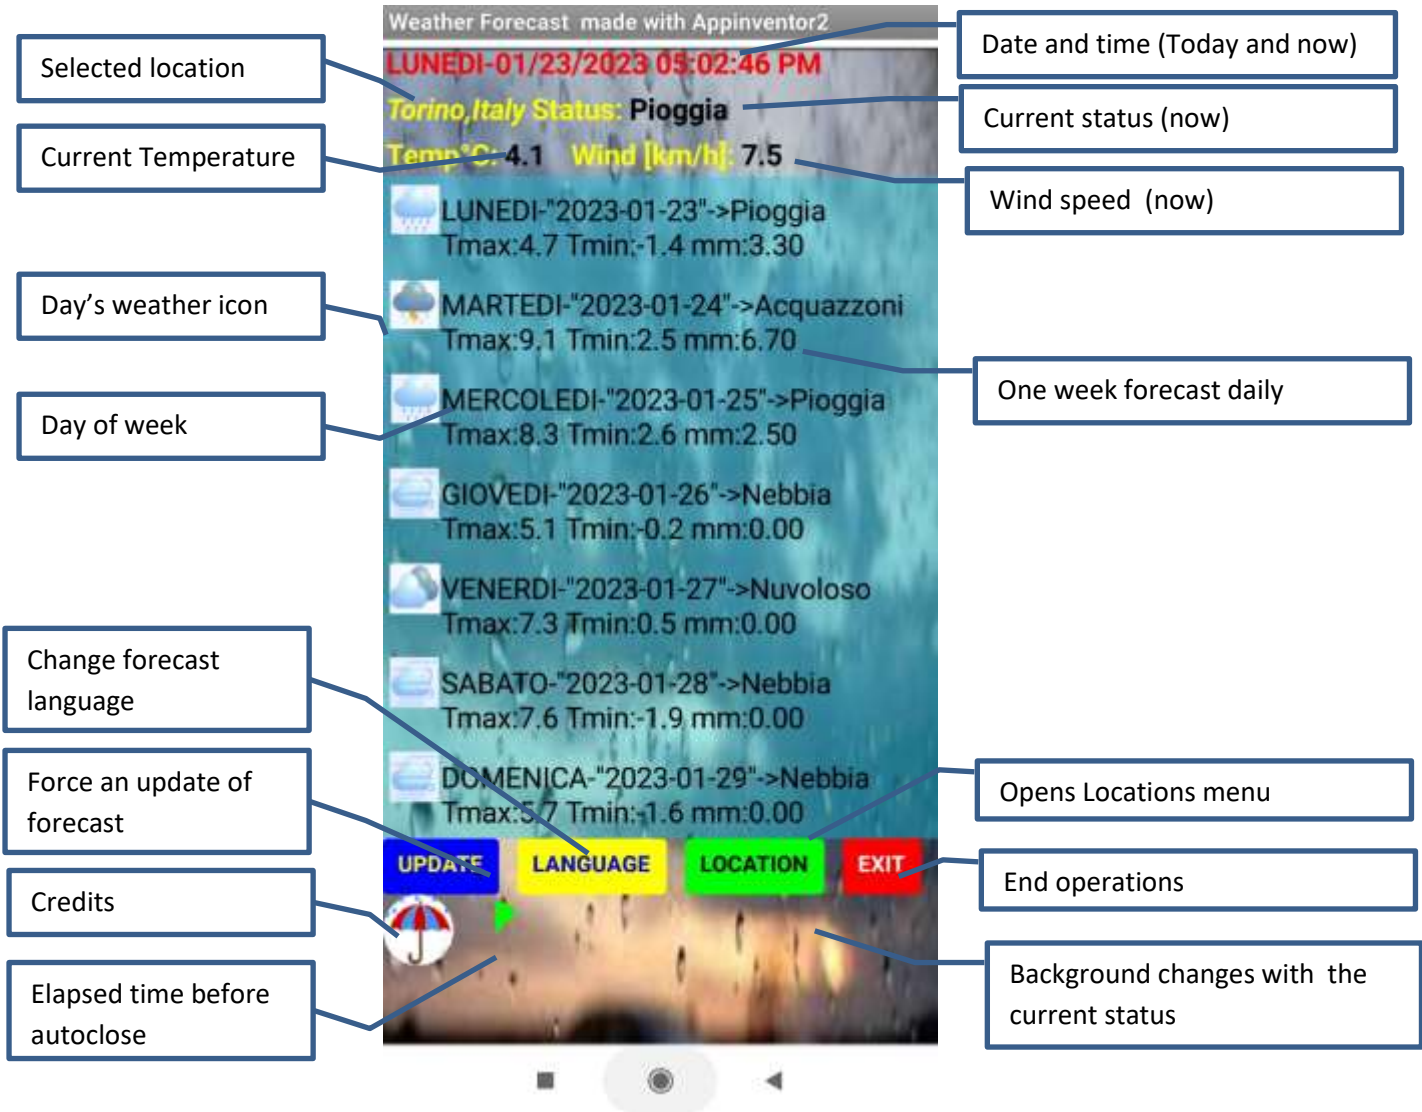 Weather Forecast made with Appinventor2
LUNEDI-01/23/2023 05:02:46 PM
Torino,Italy Status: Pioggia
Temp°C: 4.1 Wind [km/h]: 7.5
LUNEDI-"2023-01-23"->Pioggia
Tmax:4.7 Tmin:-1.4 mm:3.30
MARTEDI-"2023-01-24"->Acquazzoni
Tmax:9.1 Tmin:2.5 mm:6.70
MERCOLEDI-"2023-01-25"->Pioggia
Tmax:8.3 Tmin:2.6 mm:2.50
GIOVEDI-"2023-01-26"->Nebbia
Tmax:5.1 Tmin:-0.2 mm:0.00
VENERDI-"2023-01-27"->Nuvoloso
Tmax:7.3 Tmin:0.5 mm:0.00
SABATO-"2023-01-28"->Nebbia
Tmax:7.6 Tmin:-1.9 mm:0.00
DOMENICA-"2023-01-29"->Nebbia
Tmax:5.7 Tmin:-1.6 mm:0.00
UPDATE LANGUAGE LOCATION EXIT
Selected location
Current Temperature
Day's weather icon
Day of week
Change forecast
language
Force an update of
forecast
Credits
Elapsed time before
autoclose
Date and time (Today and now)
Current status (now)
Wind speed (now)
One week forecast daily
Opens Locations menu
End operations
Background changes with the
current status